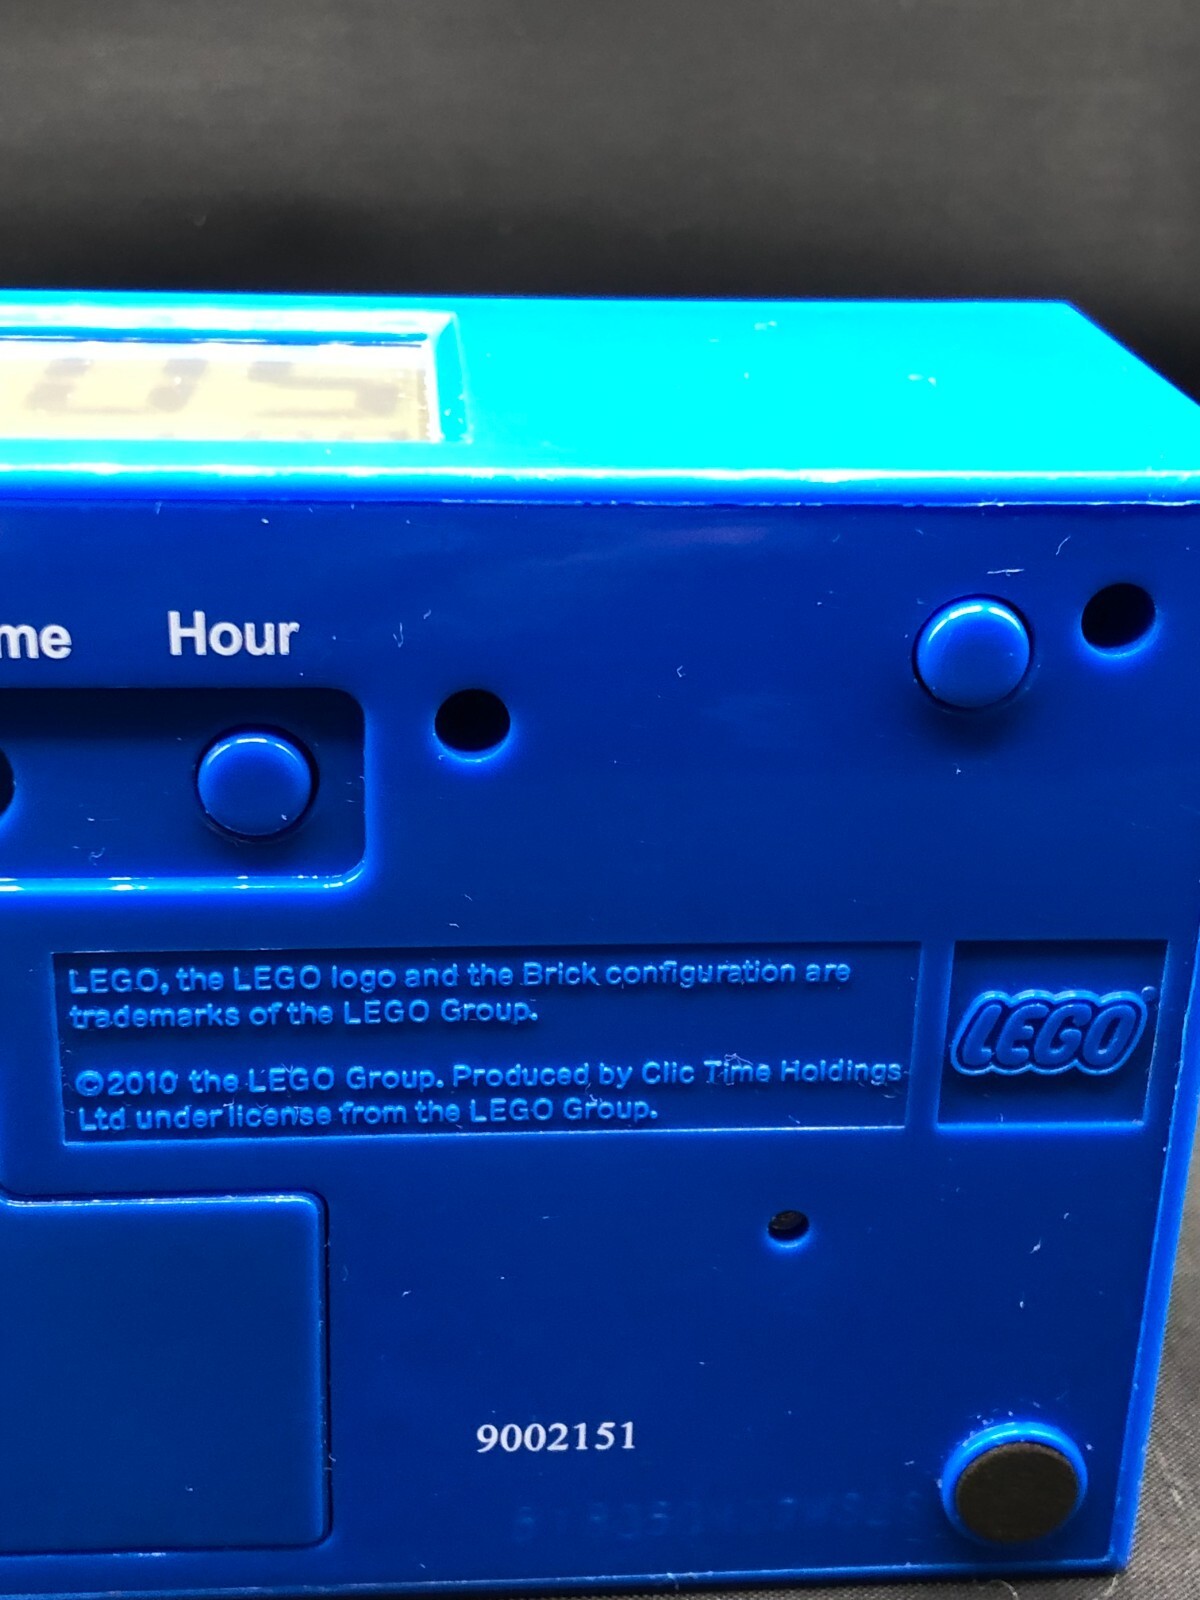 05
me Hour
LEGO, the LEGO logo and the Brick configuration are
trademarks of the LEGO Group.
©2010 the LEGO Group. Produced by Clic Time Holdings
Ltd under license from the LEGO Group.
LEGO
9002151